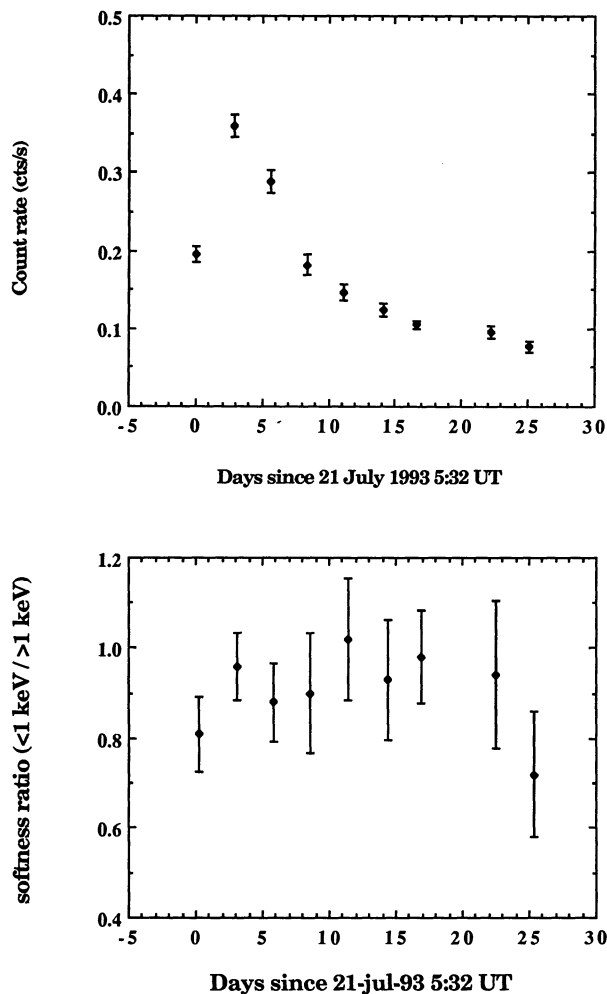 0.5
0.4
0.3
0.2
0.1
0.0
Count rate (cts/s)
-5 0 5 10 15 20 25 30
Days since 21 July 1993 5:32 UT
1.2
1.0
0.8
0.6
0.4
softness ratio (<1 keV / >1 keV)
-5 0 5 10 15 20 25 30
Days since 21-jul-93 5:32 UT